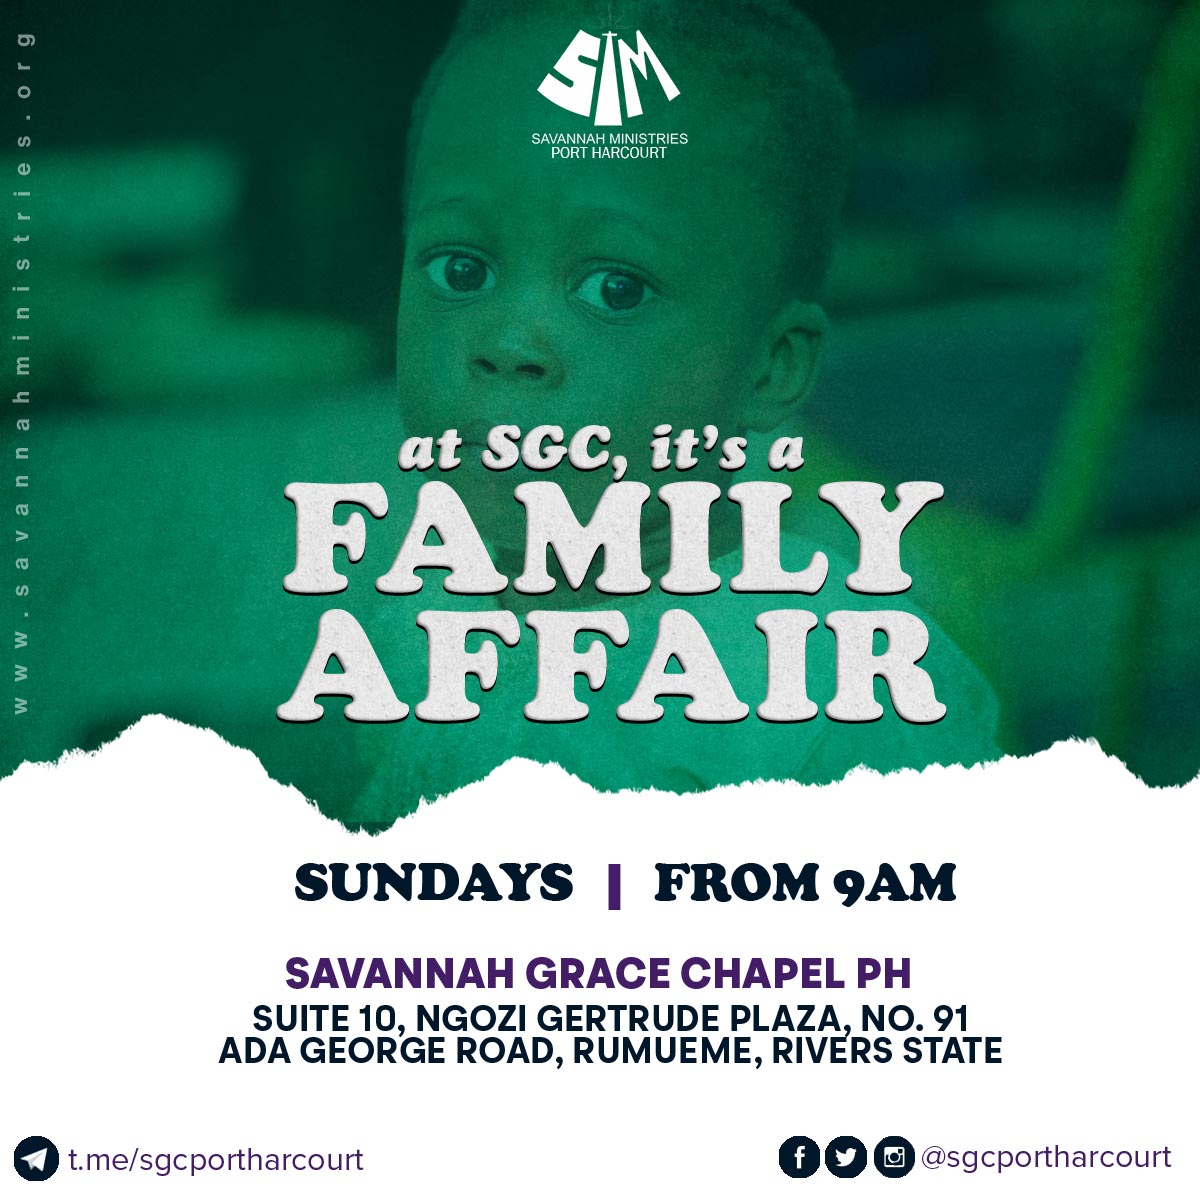 SIM
SAVANNAH MINISTRIES
PORT HARCOURT
www.savannahministries.org
at SGC, it's a
FAMILY
AFFAIR
SUNDAYS | FROM 9AM
SAVANNAH GRACE CHAPEL PH
SUITE 10, NGOZI GERTRUDE PLAZA, NO. 91
ADA GEORGE ROAD, RUMUEME, RIVERS STATE
t.me/sgcportharcourt
@sgcportharcourt